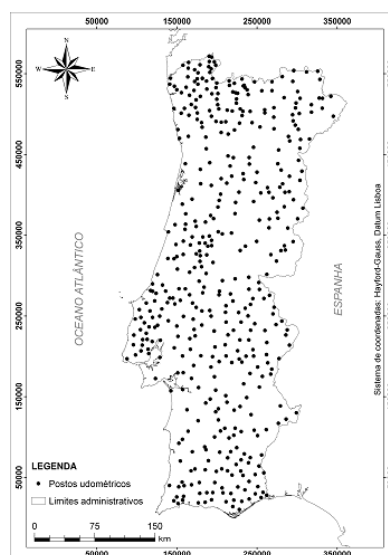 50000 150000 250000 350000
N
W E
S
550000
450000
350000
250000
150000
50000
OCEANO ATLÂNTICO
ESPANHA
Sistema de coordenadas: Hayford-Gauss, Datum Lisboa
LEGENDA
Postos udométricos
Limites administrativos
0 75 150
km
50000 150000 250000 350000